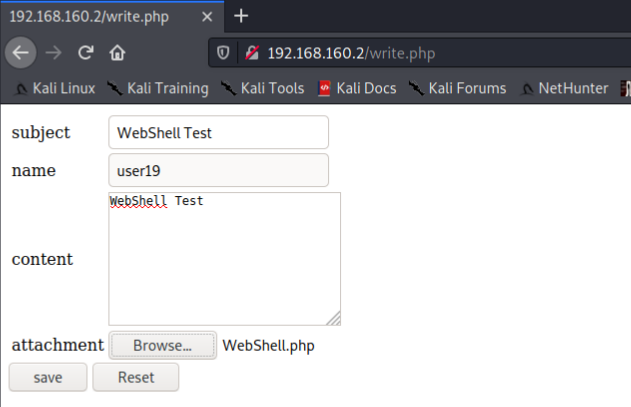 192.168.160.2/write.php
192.168.160.2/write.php
Kali Linux Kali Training Kali Tools Kali Docs Kali Forums NetHunter
subject WebShell Test
name user19
WebShell Test
content
attachment Browse... WebShell.php
save Reset